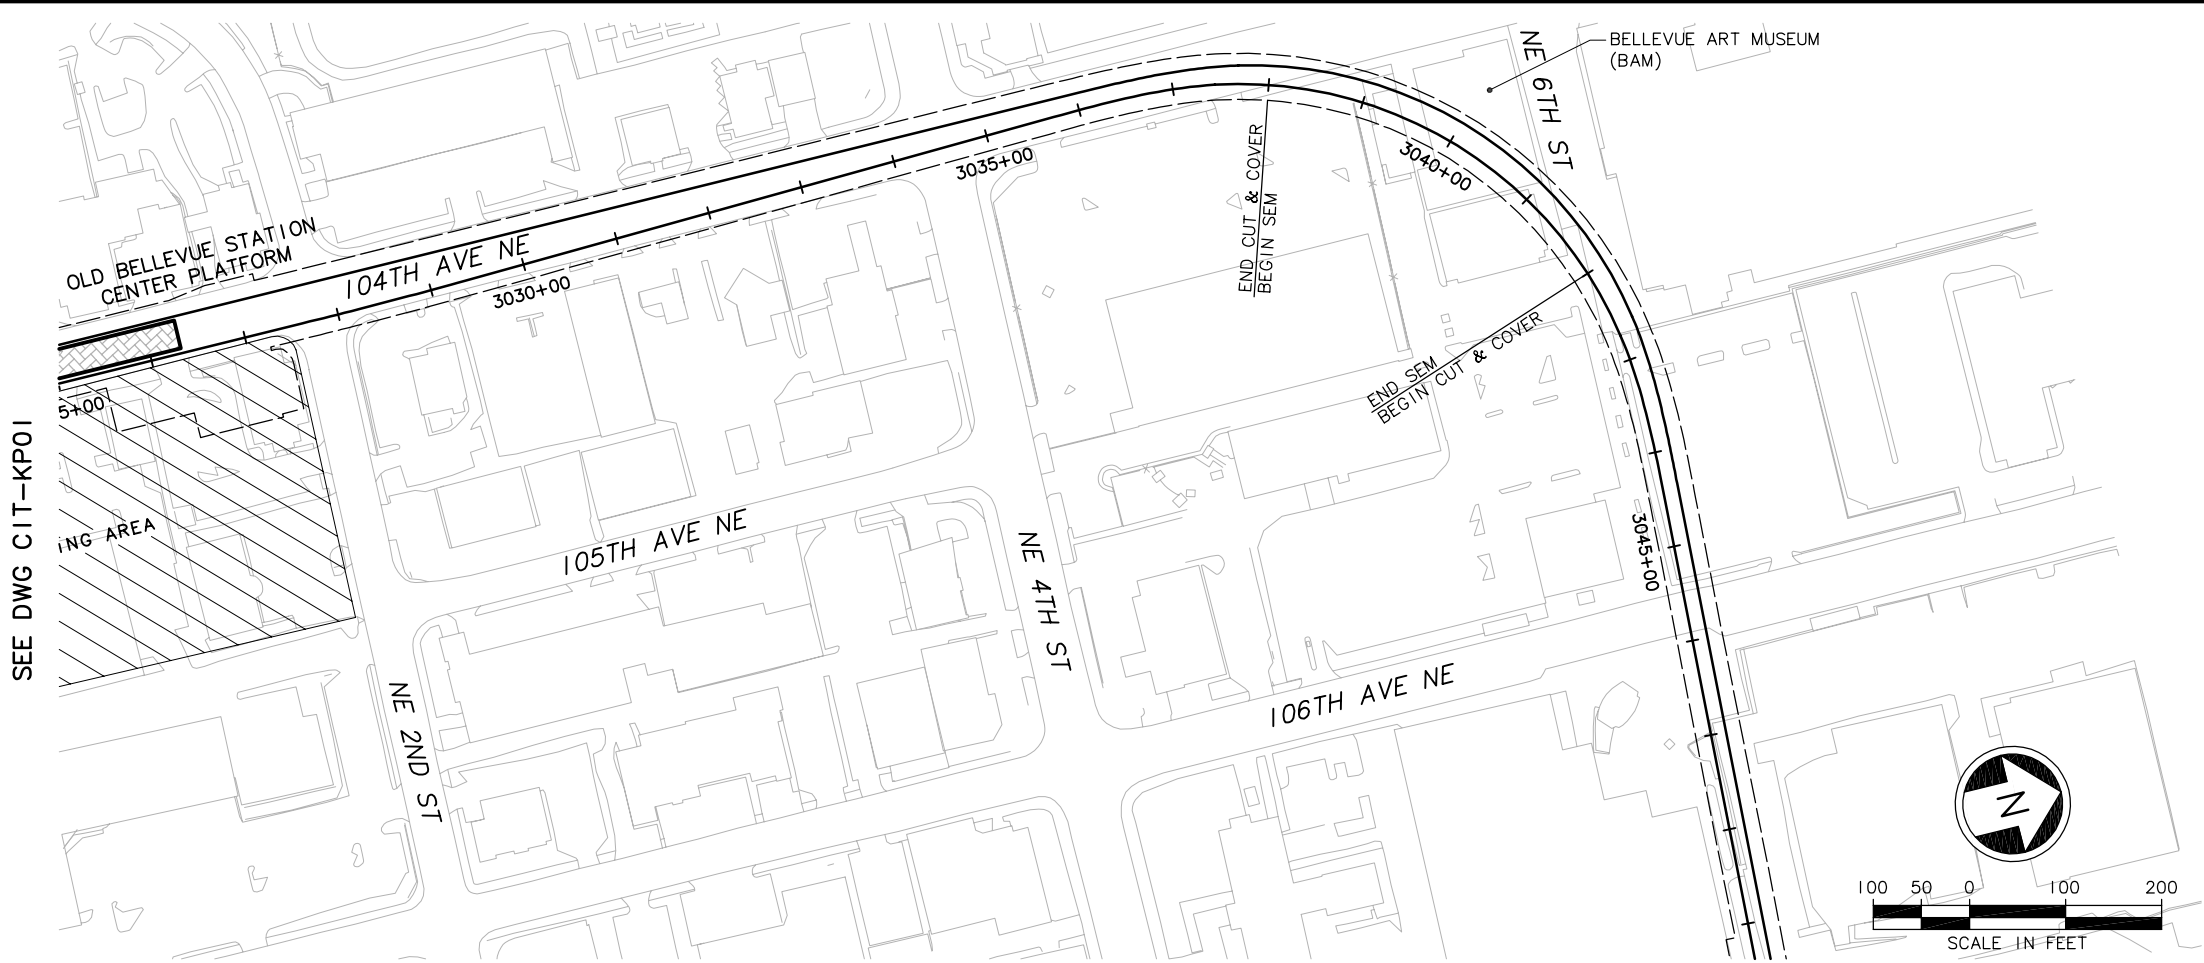 BELLEVUE ART MUSEUM
(BAM)
NE 6TH ST
END CUT & COVER
BEGIN SEM
3040+00
3035+00
OLD BELLEVUE STATION
CENTER PLATFORM
104TH AVE NE
3030+00
5+00
END SEM
BEGIN CUT & COVER
SEE DWG CIT-KP01
ING AREA
105TH AVE NE
NE 4TH ST
3045+00
106TH AVE NE
NE 2ND ST
N
100 50 0 100 200
SCALE IN FEET